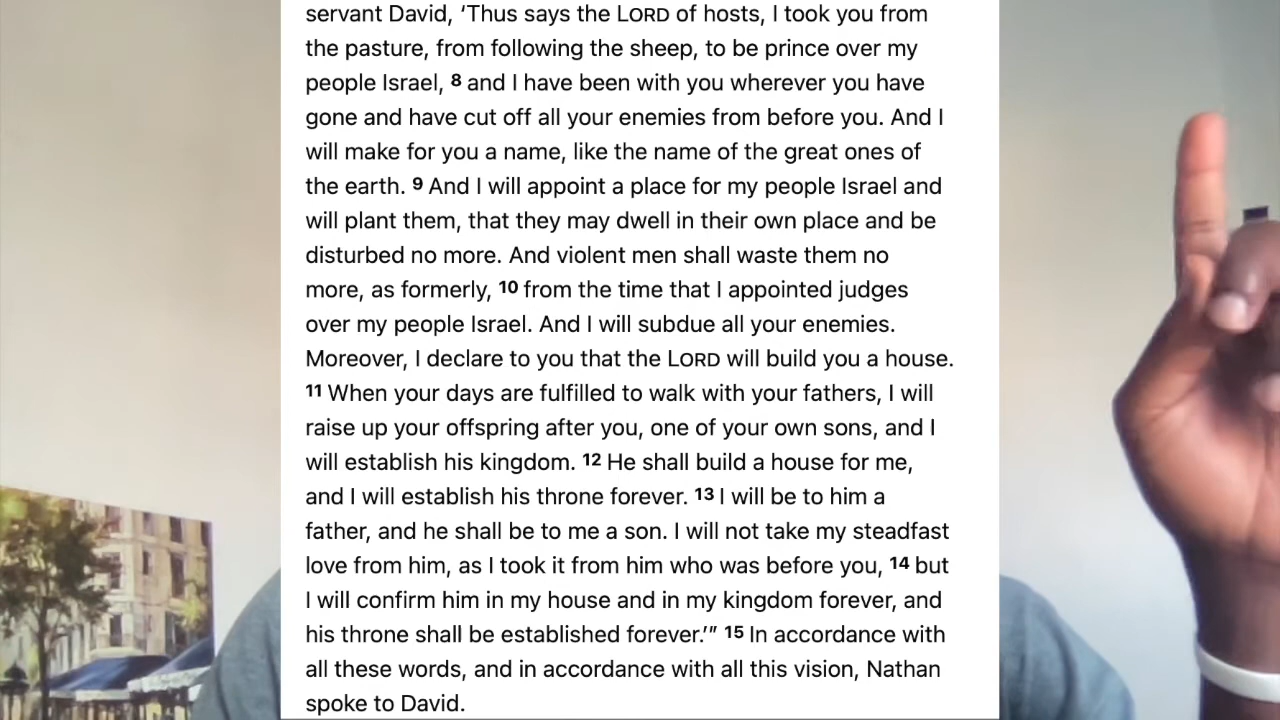 servant David, ‘Thus says the LORD of hosts, I took you from
the pasture, from following the sheep, to be prince over my
people Israel, 8 and I have been with you wherever you have
gone and have cut off all your enemies from before you. And I
will make for you a name, like the name of the great ones of
the earth. 9 And I will appoint a place for my people Israel and
will plant them, that they may dwell in their own place and be
disturbed no more. And violent men shall waste them no
more, as formerly, 10 from the time that I appointed judges
over my people Israel. And I will subdue all your enemies.
Moreover, I declare to you that the LORD will build you a house.
11 When your days are fulfilled to walk with your fathers, I will
raise up your offspring after you, one of your own sons, and I
will establish his kingdom. 12 He shall build a house for me,
and I will establish his throne forever. 13 I will be to him a
father, and he shall be to me a son. I will not take my steadfast
love from him, as I took it from him who was before you, 14 but
I will confirm him in my house and in my kingdom forever, and
his throne shall be established forever.’” 15 In accordance with
all these words, and in accordance with all this vision, Nathan
spoke to David.